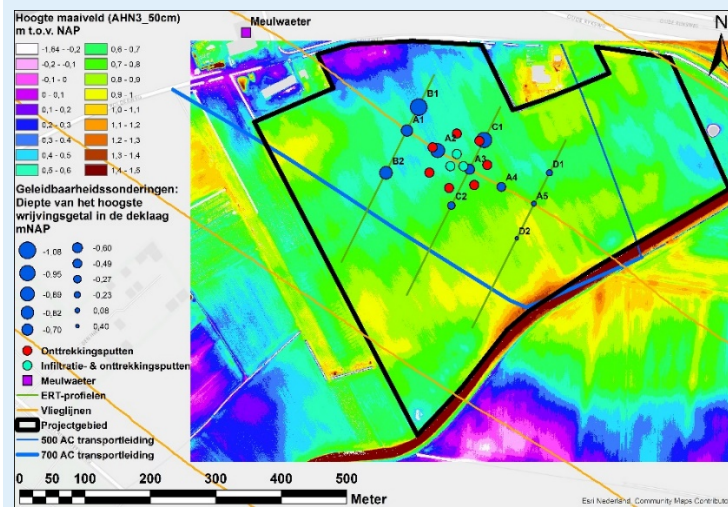 Hoogte maaiveld (AHN3_50cm)
m t.o.v. NAP
-1,64 - -0,2
-0,2 - -0,1
-0,1 - 0
0 - 0,1
0,1 - 0,2
0,2 - 0,3
0,3 - 0,4
0,4 - 0,5
0,5 - 0,6
0,6 - 0,7
0,7 - 0,8
0,8 - 0,9
0,9 - 1
1,0 - 1,1
1,1 - 1,2
1,2 - 1,3
1,3 - 1,4
1,4 - 1,5
Geleidbaarheidssonderingen:
Diepte van het hoogste
wrijvingsgetal in de deklaag
mNAP
-1,08
-0,95
-0,89
-0,82
-0,70
-0,60
-0,49
-0,27
-0,23
0,08
0,40
Onttrekkingsputten
Infiltratie- & onttrekkingsputten
Meulwaeter
ERT-profielen
Vlieglijnen
Projectgebied
500 AC transportleiding
700 AC transportleiding
Meulwaeter
N
B1
A1
A2
C1
B2
A3
D1
A4
C2
A5
D2
0 50 100 200 300 400 500
Meter
Esri Nederland, Community Maps Contributo